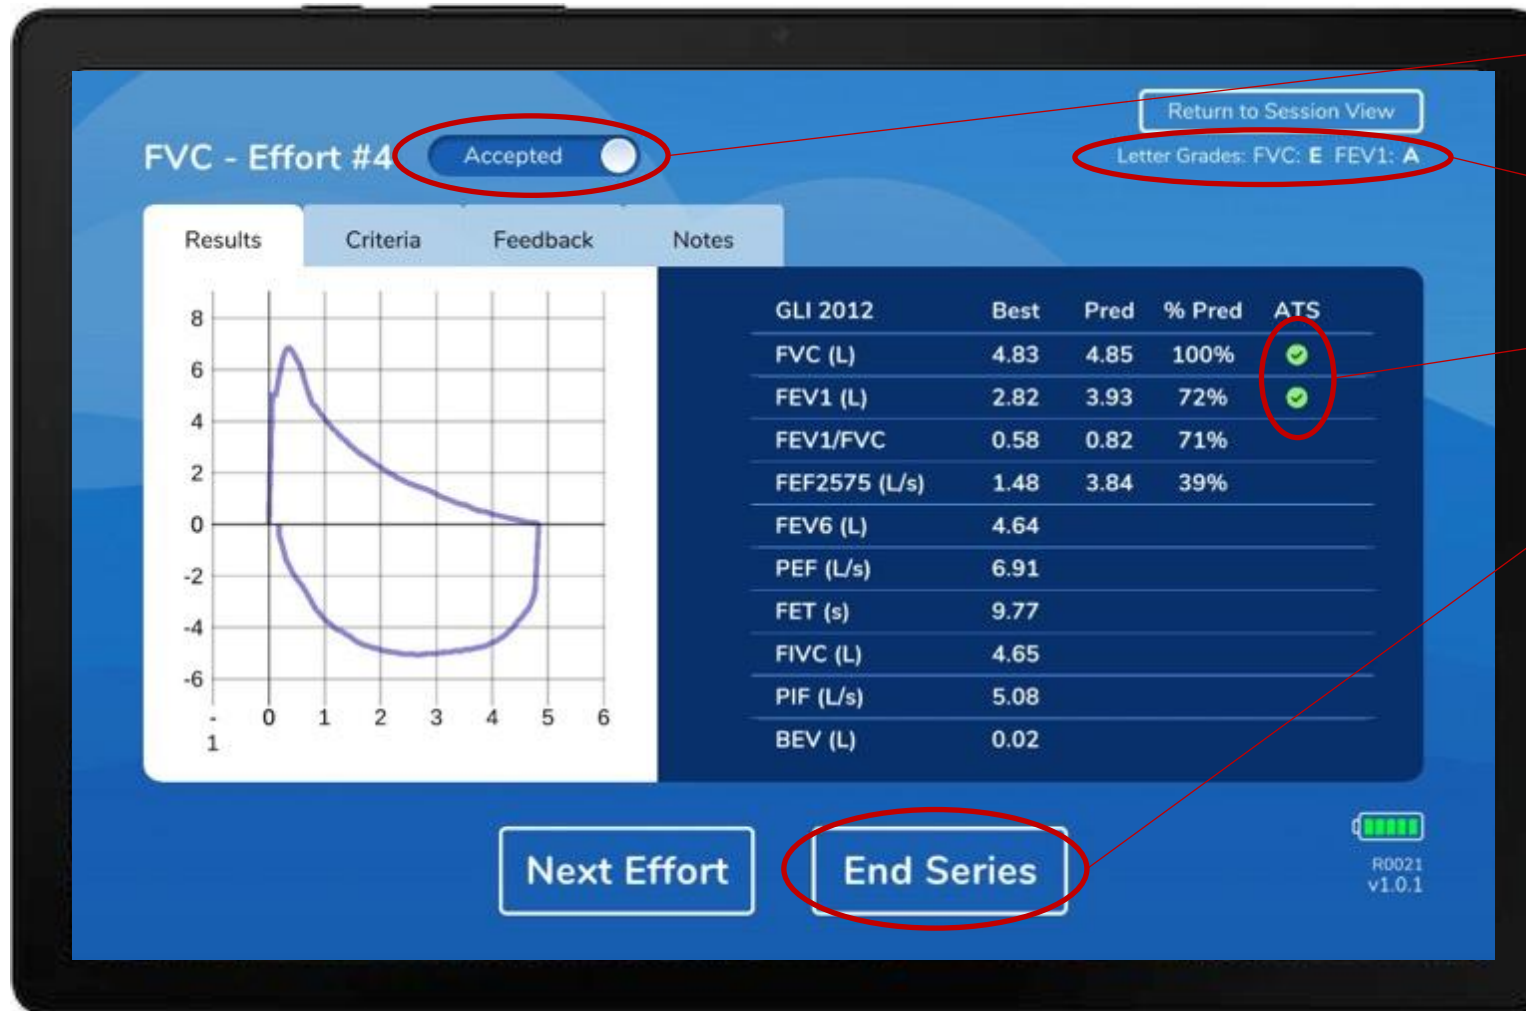 Return to Session View
FVC - Effort #4 Accepted
Letter Grades: FVC: E FEV1: A
Results Criteria Feedback Notes
GLI 2012 Best Pred % Pred ATS
FVC (L) 4.83 4.85 100%
FEV1 (L) 2.82 3.93 72%
FEV1/FVC 0.58 0.82 71%
FEF2575 (L/s) 1.48 3.84 39%
FEV6 (L) 4.64
PEF (L/s) 6.91
FET (s) 9.77
FIVC (L) 4.65
PIF (L/s) 5.08
BEV (L) 0.02
8
6
4
2
0
-2
-4
-6
-1 0 1 2 3 4 5 6
Next Effort End Series
R0021
v1.0.1